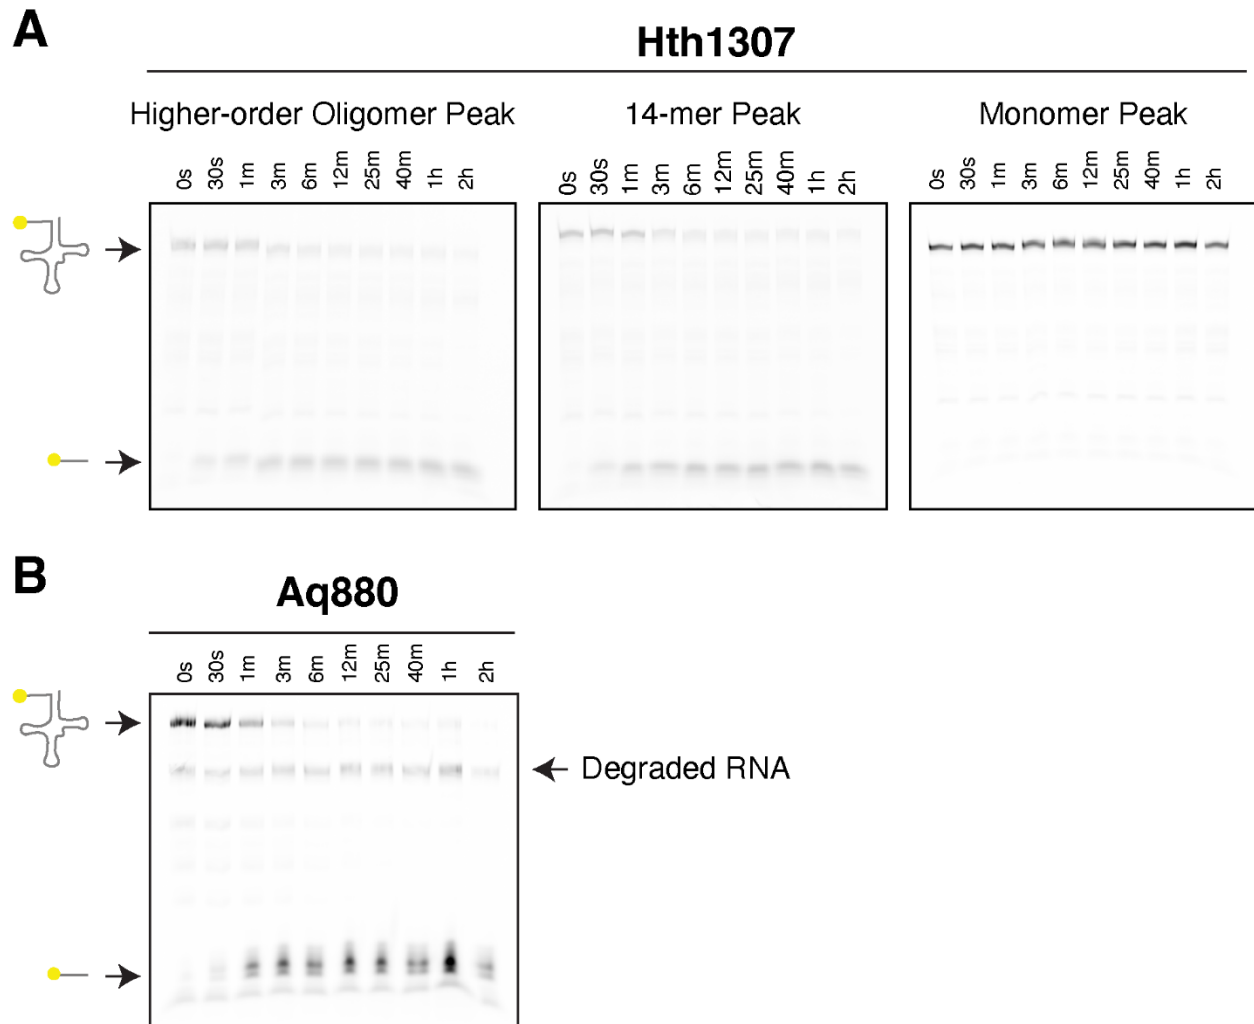 A
Hth1307
Higher-order Oligomer Peak
14-mer Peak
Monomer Peak
0s 30s 1m 3m 6m 12m 25m 40m 1h 2h
0s 30s 1m 3m 6m 12m 25m 40m 1h 2h
0s 30s 1m 3m 6m 12m 25m 40m 1h 2h
B
Aq880
0s 30s 1m 3m 6m 12m 25m 40m 1h 2h
Degraded RNA